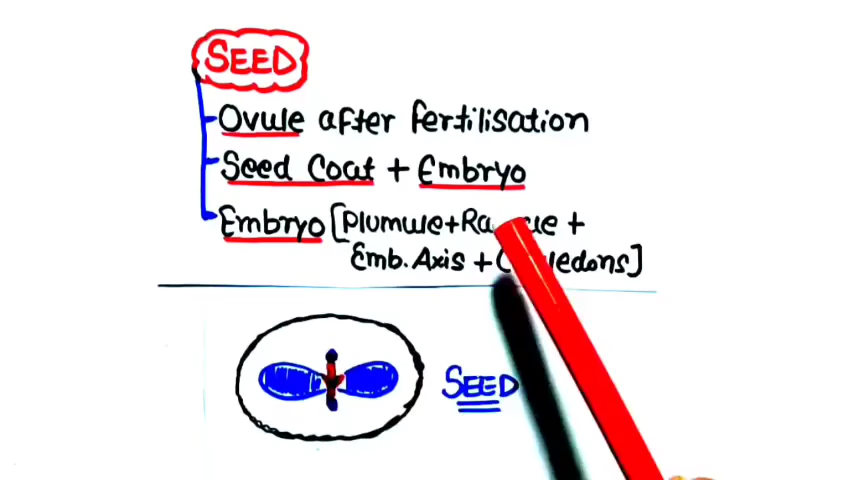 SEED
Ovule after fertilisation
Seed Coat + Embryo
Embryo [Plumule+ +
Emb. Axis + ]
SEED